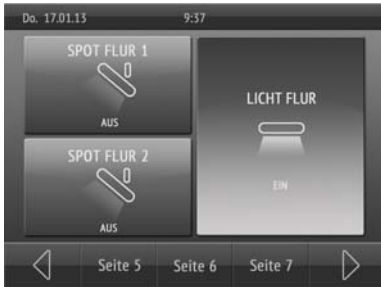 Do. 17.01.13
9:37
SPOT FLUR 1
AUS
SPOT FLUR 2
AUS
LICHT FLUR
EIN
Seite 5
Seite 6
Seite 7